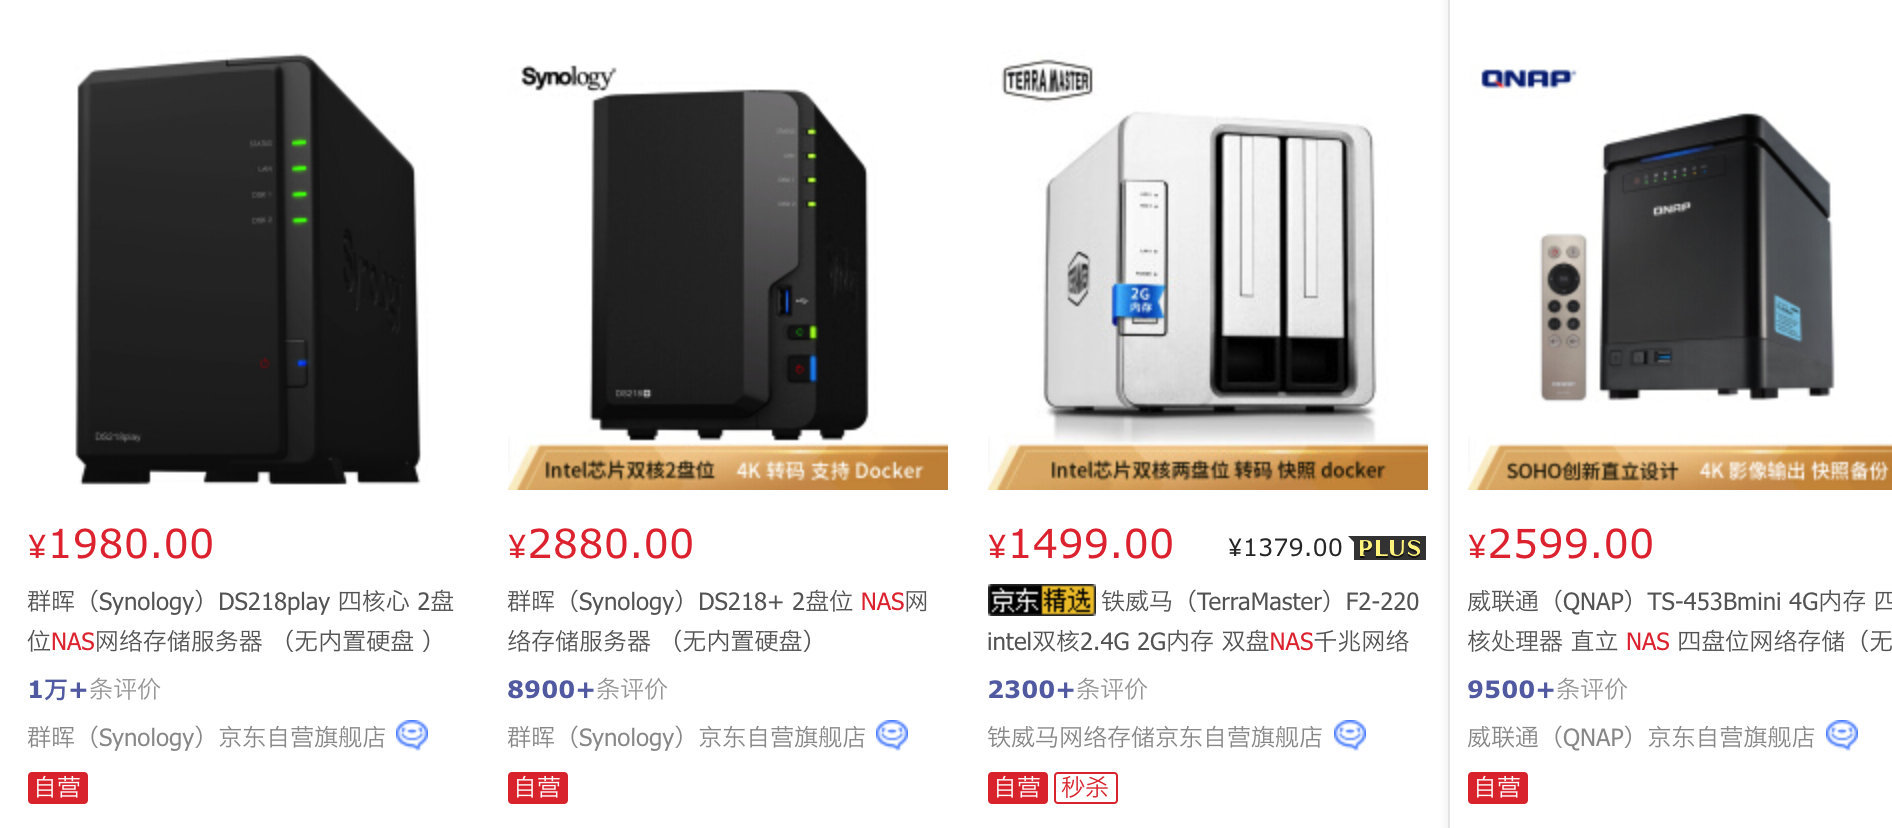 STATUS
LAN
DISK 1
DISK 2
Synology
DS218play
¥1980.00
群晖（Synology）DS218play 四核心 2盘
位NAS网络存储服务器 （无内置硬盘 ）
1万+条评价
群晖（Synology）京东自营旗舰店
自营
Synology
DS218+
Intel芯片双核2盘位 4K 转码 支持 Docker
¥2880.00
群晖（Synology）DS218+ 2盘位 NAS网
络存储服务器 （无内置硬盘）
8900+条评价
群晖（Synology）京东自营旗舰店
自营
TERRA MASTER
2G
内存
Intel芯片双核两盘位 转码 快照 docker
¥1499.00 ¥1379.00 PLUS
京东精选 铁威马（TerraMaster）F2-220
intel双核2.4G 2G内存 双盘NAS千兆网络
2300+条评价
铁威马网络存储京东自营旗舰店
自营 秒杀
QNAP
QNAP
SOHO创新直立设计 4K 影像输出 快照备份
¥2599.00
威联通（QNAP）TS-453Bmini 4G内存 四
核处理器 直立 NAS 四盘位网络存储（无
9500+条评价
威联通（QNAP）京东自营旗舰店
自营